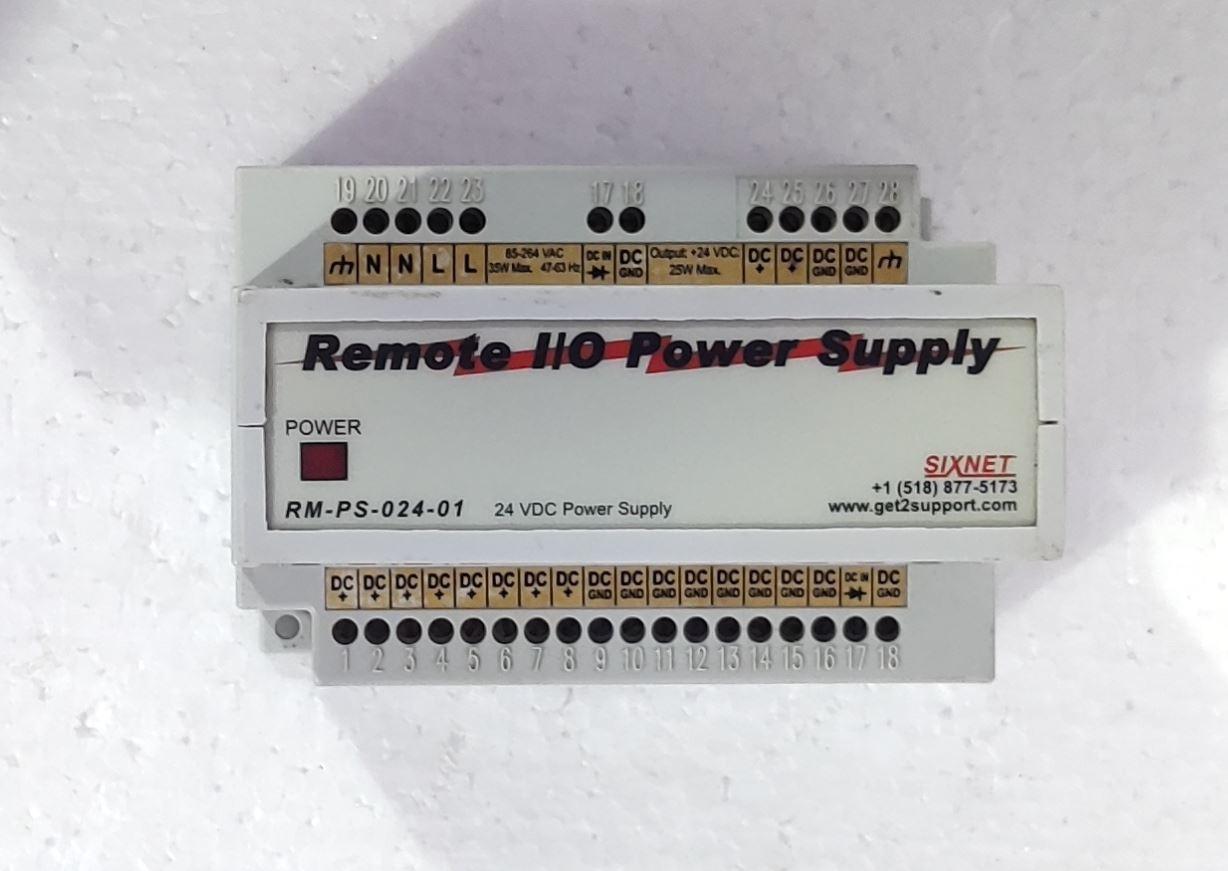 19 20 21 22 23 17 18 24 25 26 27 28
N N L L 85-264 VAC 35W Max. 47-63 Hz DC IN DC GND Output: +24 VDC: 25W Max. DC + DC + DC GND DC GND
Remote I/O Power Supply
POWER
SIXNET
+1 (518) 877-5173
RM-PS-024-01 24 VDC Power Supply www.get2support.com
DC + DC + DC + DC + DC + DC + DC + DC + DC GND DC GND DC GND DC GND DC GND DC GND DC GND DC GND DC IN DC GND
1 2 3 4 5 6 7 8 9 10 11 12 13 14 15 16 17 18